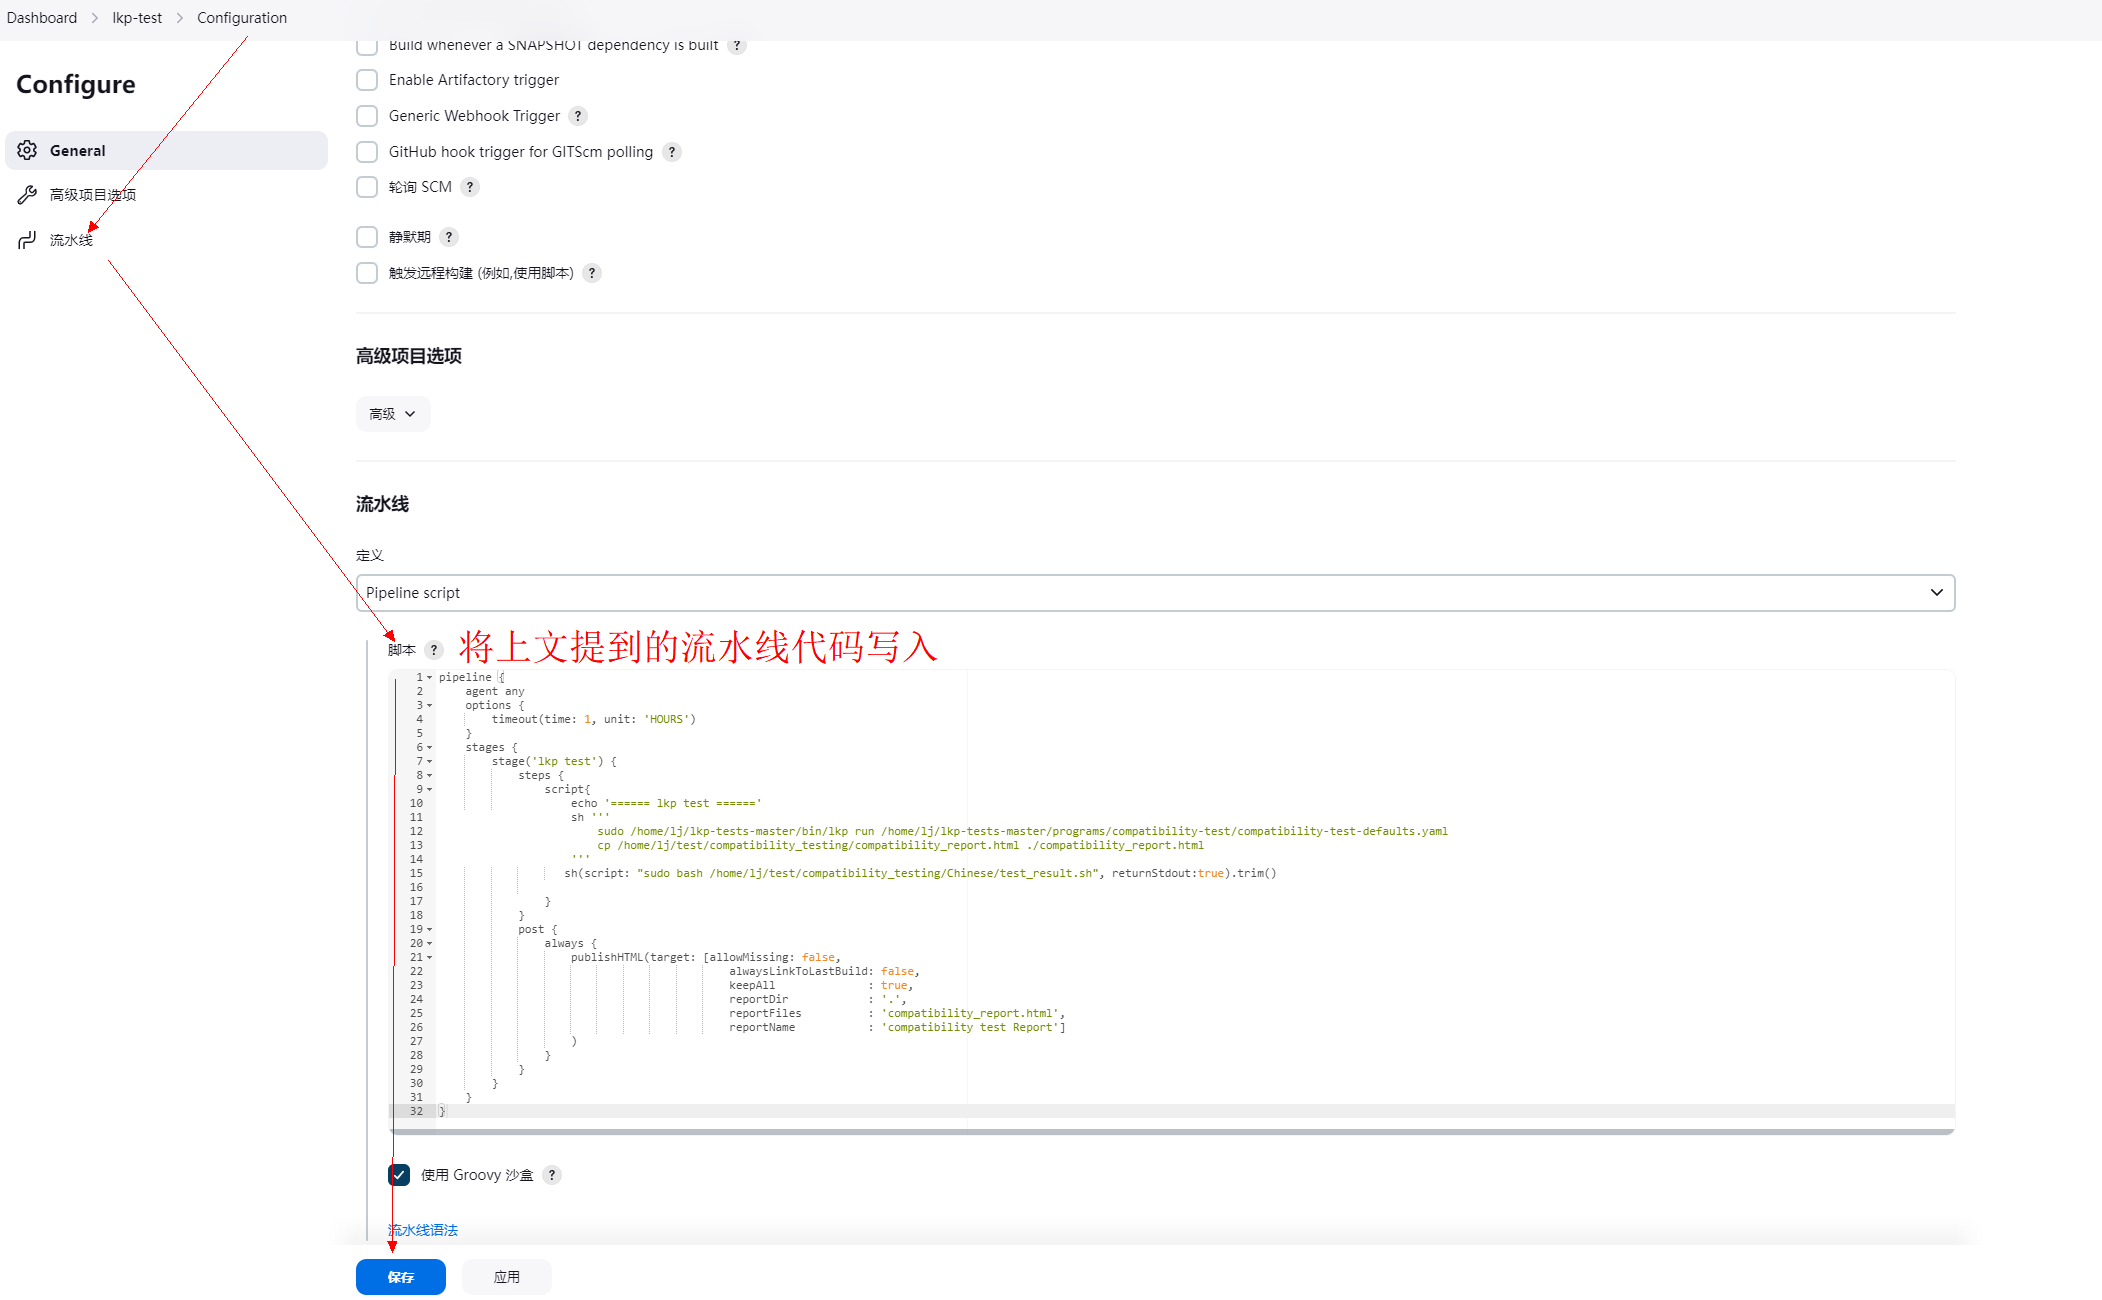 Dashboard > lkp-test > Configuration
Configure
General
高级项目选项
流水线
Build whenever a SNAPSHOT dependency is built ?
Enable Artifactory trigger
Generic Webhook Trigger ?
GitHub hook trigger for GITScm polling ?
轮询 SCM ?
静默期 ?
触发远程构建 (例如,使用脚本) ?
高级项目选项
高级
流水线
定义
Pipeline script
脚本 ? 将上文提到的流水线代码写入
1 pipeline {
2     agent any
3     options {
4         timeout(time: 1, unit: 'HOURS')
5     }
6     stages {
7         stage('lkp test') {
8             steps {
9                 script{
10                     echo '====== lkp test ======'
11                     sh '''
12                         sudo /home/lj/lkp-tests-master/bin/lkp run /home/lj/lkp-tests-master/programs/compatibility-test/compatibility-test-defaults.yaml
13                         cp /home/lj/test/compatibility_testing/compatibility_report.html ./compatibility_report.html
14                     '''
15                    sh(script: "sudo bash /home/lj/test/compatibility_testing/Chinese/test_result.sh", returnStdout:true).trim()
16
17                 }
18             }
19             post {
20                 always {
21                     publishHTML(target: [allowMissing: false,
22                                             alwaysLinkToLastBuild: false,
23                                             keepAll              : true,
24                                             reportDir            : '.',
25                                             reportFiles          : 'compatibility_report.html',
26                                             reportName           : 'compatibility test Report']
27                     )
28                 }
29             }
30         }
31     }
32 }
使用 Groovy 沙盒 ?
流水线语法
保存 应用